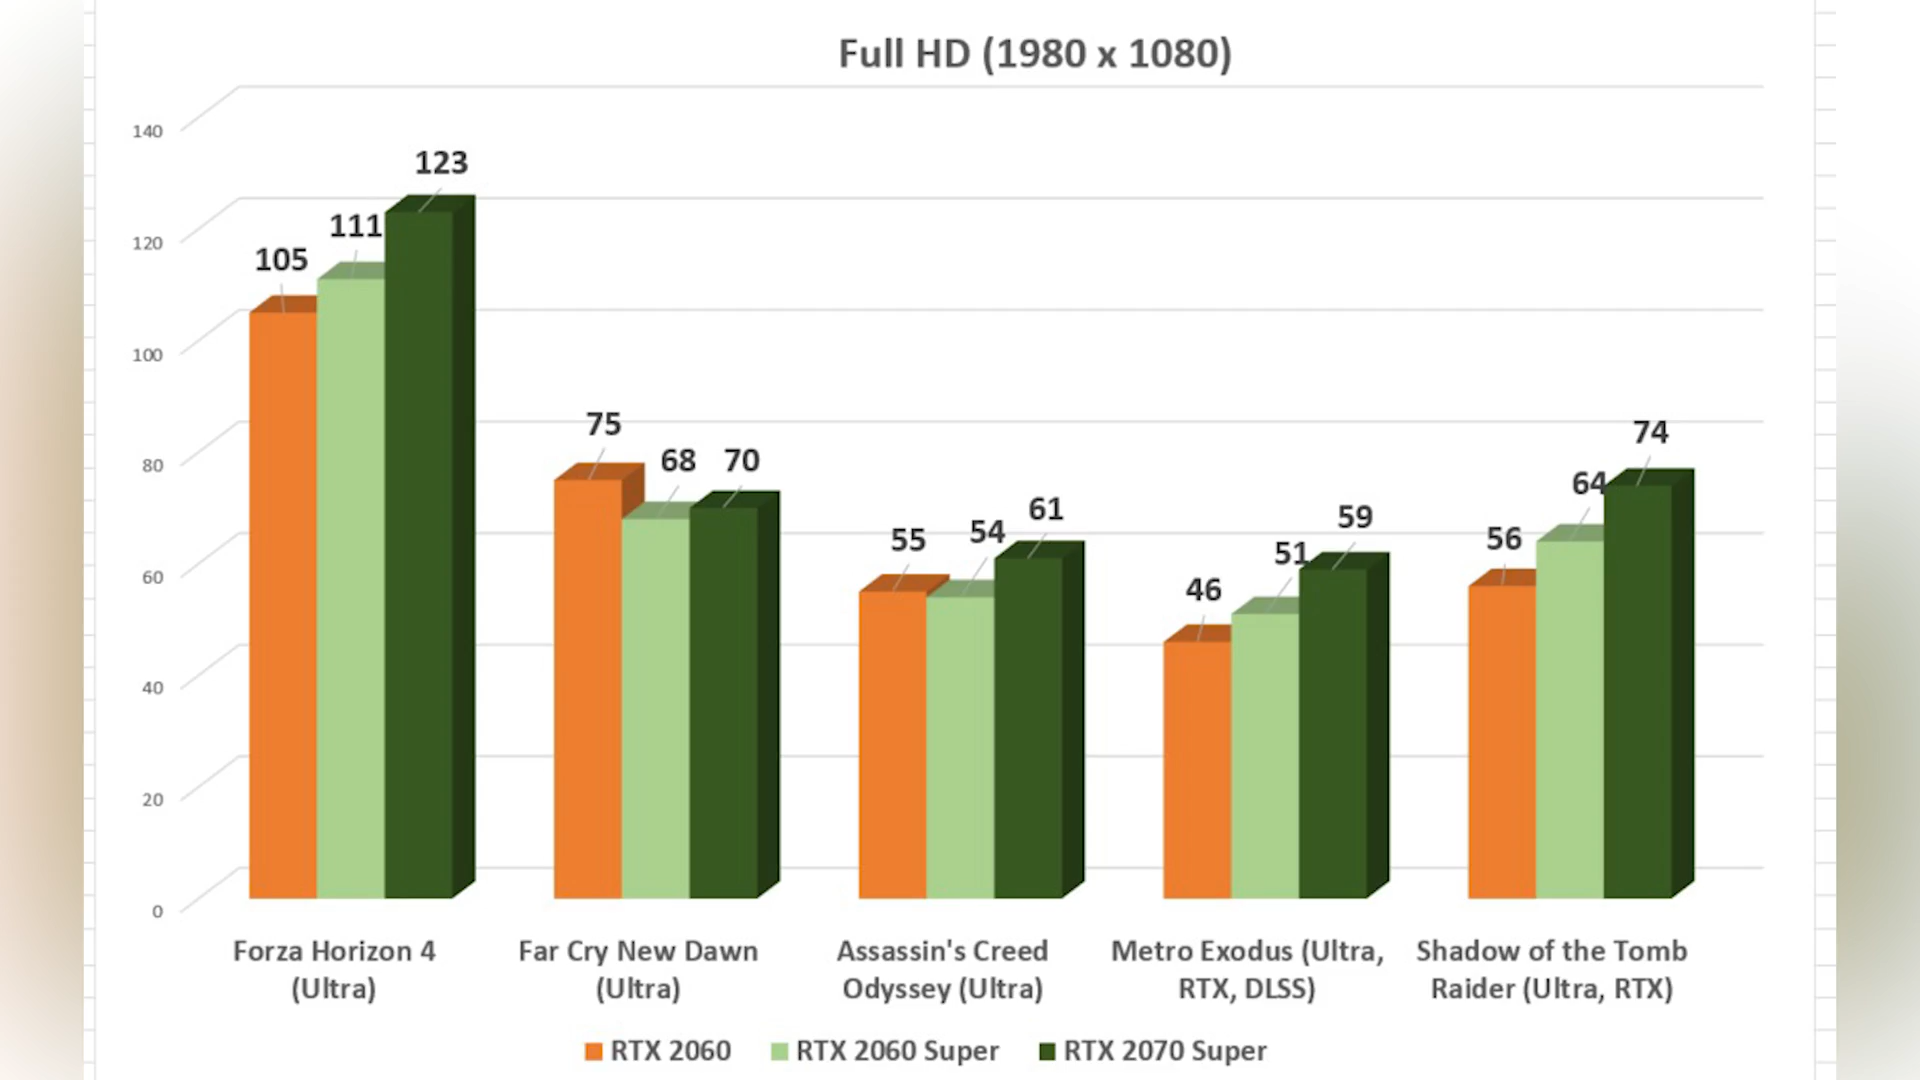 Full HD (1980 x 1080)
140
120
100
80
60
40
20
0
105
111
123
75
68
70
55
54
61
46
51
59
56
64
74
Forza Horizon 4
(Ultra)
Far Cry New Dawn
(Ultra)
Assassin's Creed
Odyssey (Ultra)
Metro Exodus (Ultra,
RTX, DLSS)
Shadow of the Tomb
Raider (Ultra, RTX)
RTX 2060
RTX 2060 Super
RTX 2070 Super